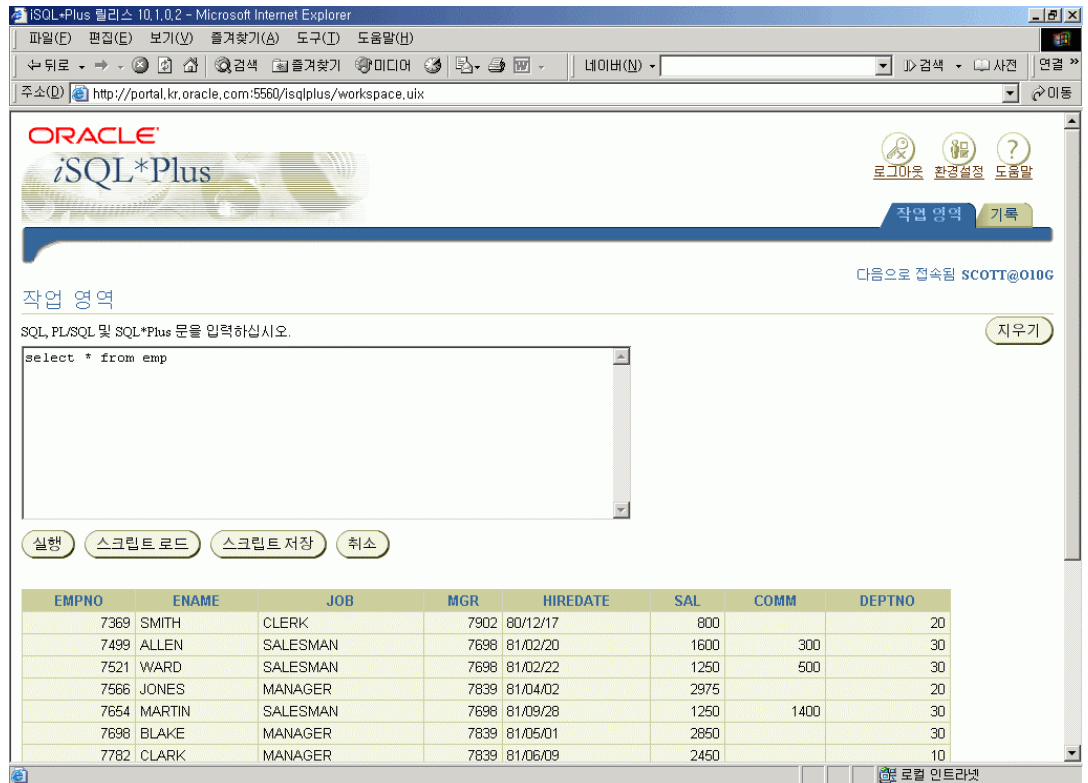 iSQL*Plus 릴리스 10.1.0.2 - Microsoft Internet Explorer
파일(F) 편집(E) 보기(V) 즐겨찾기(A) 도구(T) 도움말(H)
뒤로 검색 즐겨찾기 미디어 네이버(N) 검색 사전 연결 »
주소(D) http://portal.kr.oracle.com:5560/isqlplus/workspace.uix 이동
ORACLE
iSQL*Plus
로그아웃 환경설정 도움말
작업 영역 기록
다음으로 접속됨 SCOTT@O10G
작업 영역
SQL, PL/SQL 및 SQL*Plus 문을 입력하십시오.
지우기
select * from emp
실행 스크립트 로드 스크립트 저장 취소
EMPNO ENAME JOB MGR HIREDATE SAL COMM DEPTNO
7369 SMITH CLERK 7902 80/12/17 800 20
7499 ALLEN SALESMAN 7698 81/02/20 1600 300 30
7521 WARD SALESMAN 7698 81/02/22 1250 500 30
7566 JONES MANAGER 7839 81/04/02 2975 20
7654 MARTIN SALESMAN 7698 81/09/28 1250 1400 30
7698 BLAKE MANAGER 7839 81/05/01 2850 30
7782 CLARK MANAGER 7839 81/06/09 2450 10
로컬 인트라넷